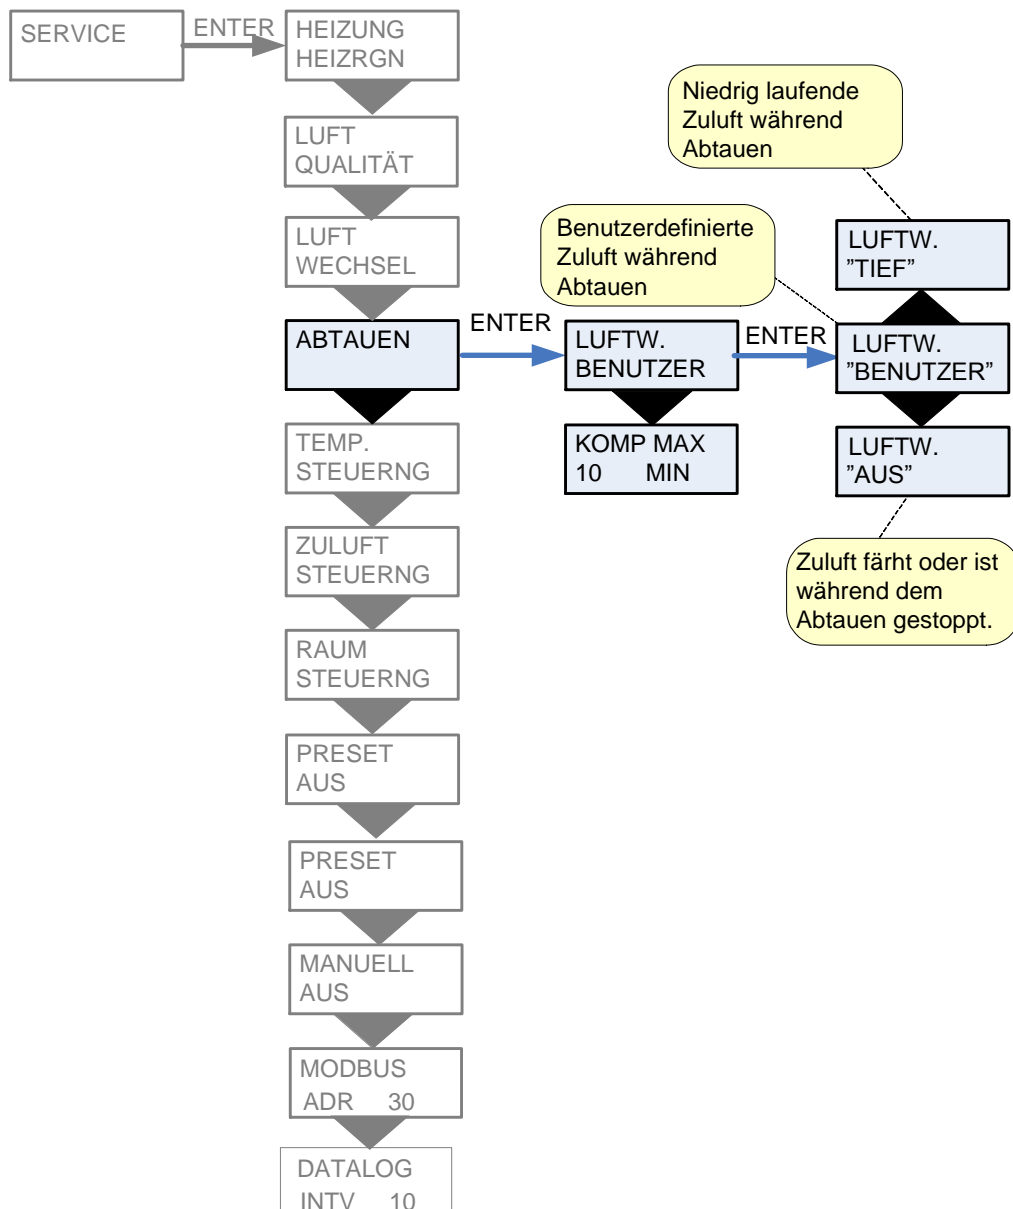 SERVICE
ENTER
HEIZUNG
HEIZRGN
LUFT
QUALITÄT
LUFT
WECHSEL
ABTAUEN
ENTER
LUFTW.
BENUTZER
ENTER
LUFTW.
”BENUTZER”
LUFTW.
”TIEF”
LUFTW.
”AUS”
KOMP MAX
10 MIN
Niedrig laufende
Zuluft während
Abtauen
Benutzerdefinierte
Zuluft während
Abtauen
Zuluft färht oder ist
während dem
Abtauen gestoppt.
TEMP.
STEUERNG
ZULUFT
STEUERNG
RAUM
STEUERNG
PRESET
AUS
PRESET
AUS
MANUELL
AUS
MODBUS
ADR 30
DATALOG
INTV 10